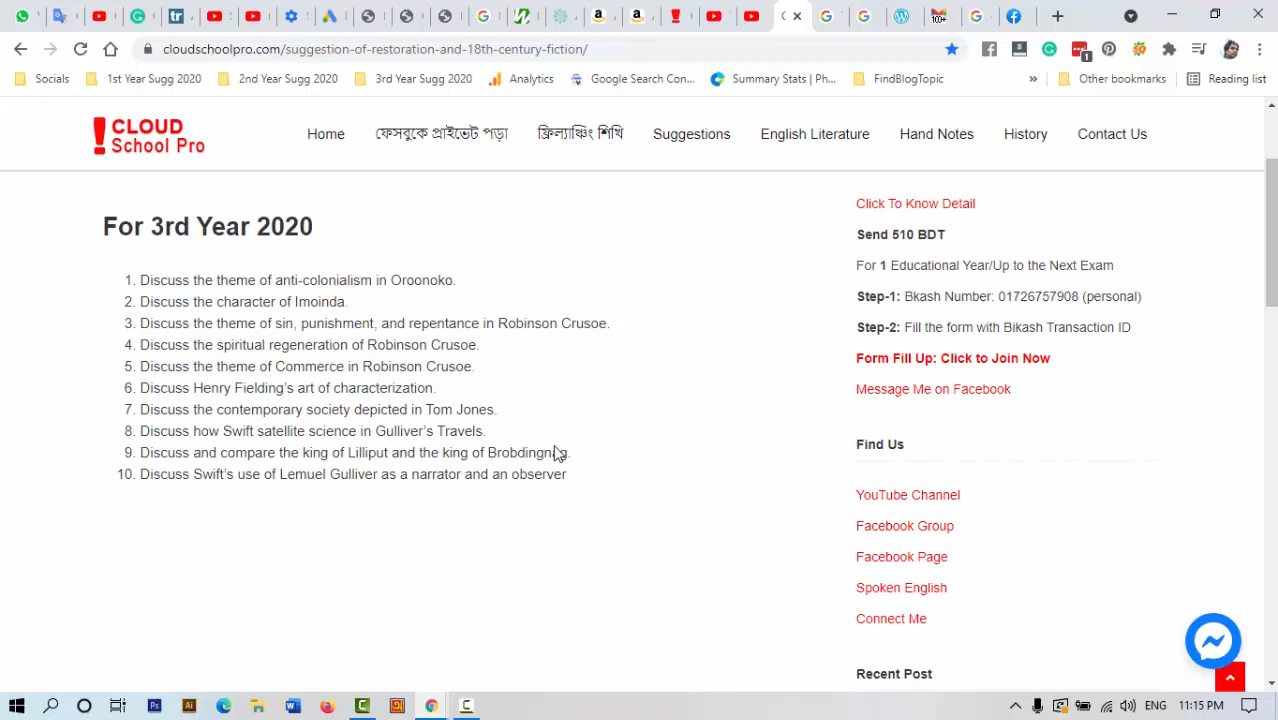 cloudschoolpro.com/suggestion-of-restoration-and-18th-century-fiction/
Socials 1st Year Sugg 2020 2nd Year Sugg 2020 3rd Year Sugg 2020 Analytics Google Search Con... Summary Stats | Ph... FindBlogTopic » Other bookmarks Reading list
CLOUD
School Pro
Home ফেসবুকে প্রাইভেট পড়া ফ্রিল্যাঞ্চিং শিখি Suggestions English Literature Hand Notes History Contact Us
For 3rd Year 2020
1. Discuss the theme of anti-colonialism in Oroonoko.
2. Discuss the character of Imoinda.
3. Discuss the theme of sin, punishment, and repentance in Robinson Crusoe.
4. Discuss the spiritual regeneration of Robinson Crusoe.
5. Discuss the theme of Commerce in Robinson Crusoe.
6. Discuss Henry Fielding's art of characterization.
7. Discuss the contemporary society depicted in Tom Jones.
8. Discuss how Swift satellite science in Gulliver's Travels.
9. Discuss and compare the king of Lilliput and the king of
10. Discuss Swift's use of Lemuel Gulliver as a narrator and an observer
Click To Know Detail
Send 510 BDT
For 1 Educational Year/Up to the Next Exam
Step-1: Bkash Number: 01726757908 (personal)
Step-2: Fill the form with Bikash Transaction ID
Form Fill Up: Click to Join Now
Message Me on Facebook
Find Us
YouTube Channel
Facebook Group
Facebook Page
Spoken English
Connect Me
Recent Post
ENG 11:15 PM